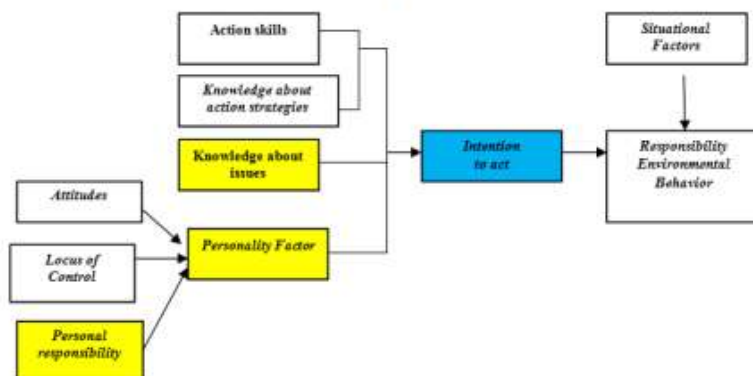 Action skills
Knowledge about
action strategies
Knowledge about
issues
Attitudes
Locus of
Control
Personal
responsibility
Personality Factor
Intention
to act
Situational
Factors
Responsibility
Environmental
Behavior